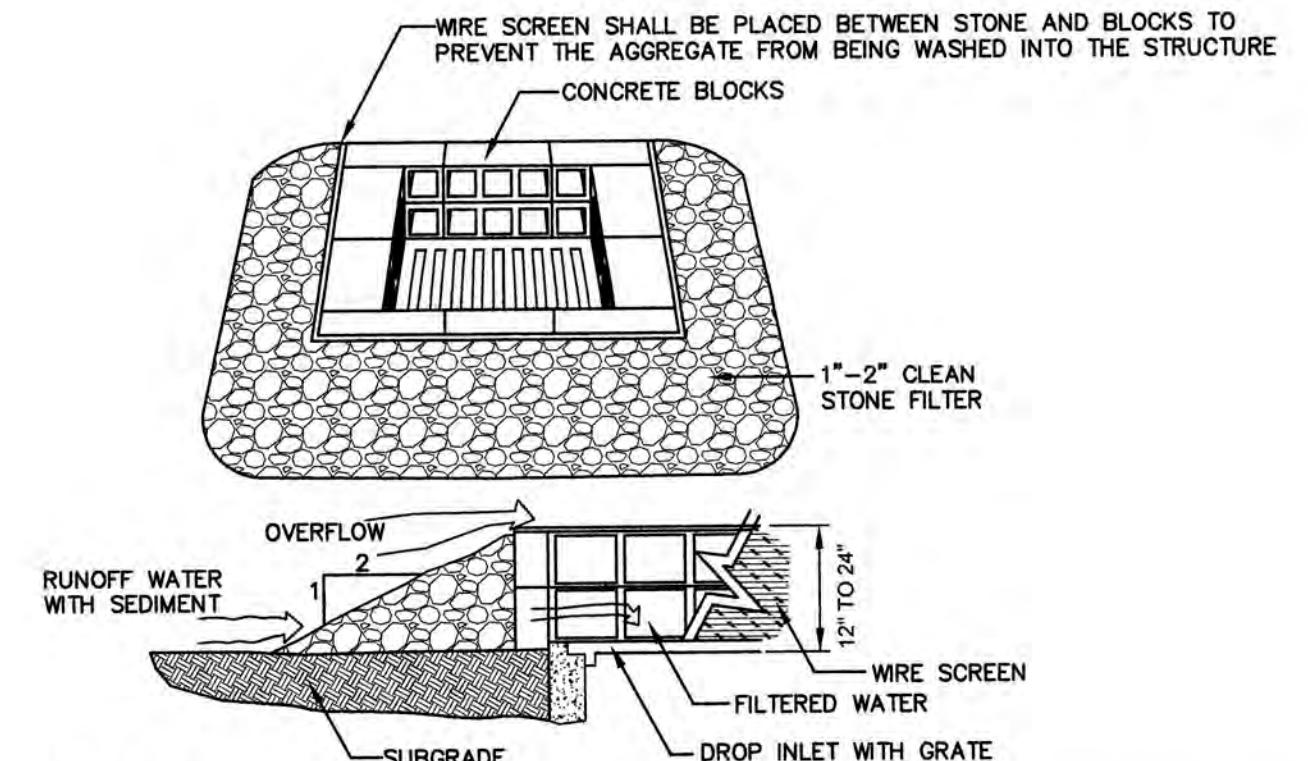 WIRE SCREEN SHALL BE PLACED BETWEEN STONE AND BLOCKS TO
PREVENT THE AGGREGATE FROM BEING WASHED INTO THE STRUCTURE
CONCRETE BLOCKS
1"-2" CLEAN
STONE FILTER
OVERFLOW
2
1
RUNOFF WATER
WITH SEDIMENT
12" TO 24"
WIRE SCREEN
FILTERED WATER
DROP INLET WITH GRATE
SUBGRADE